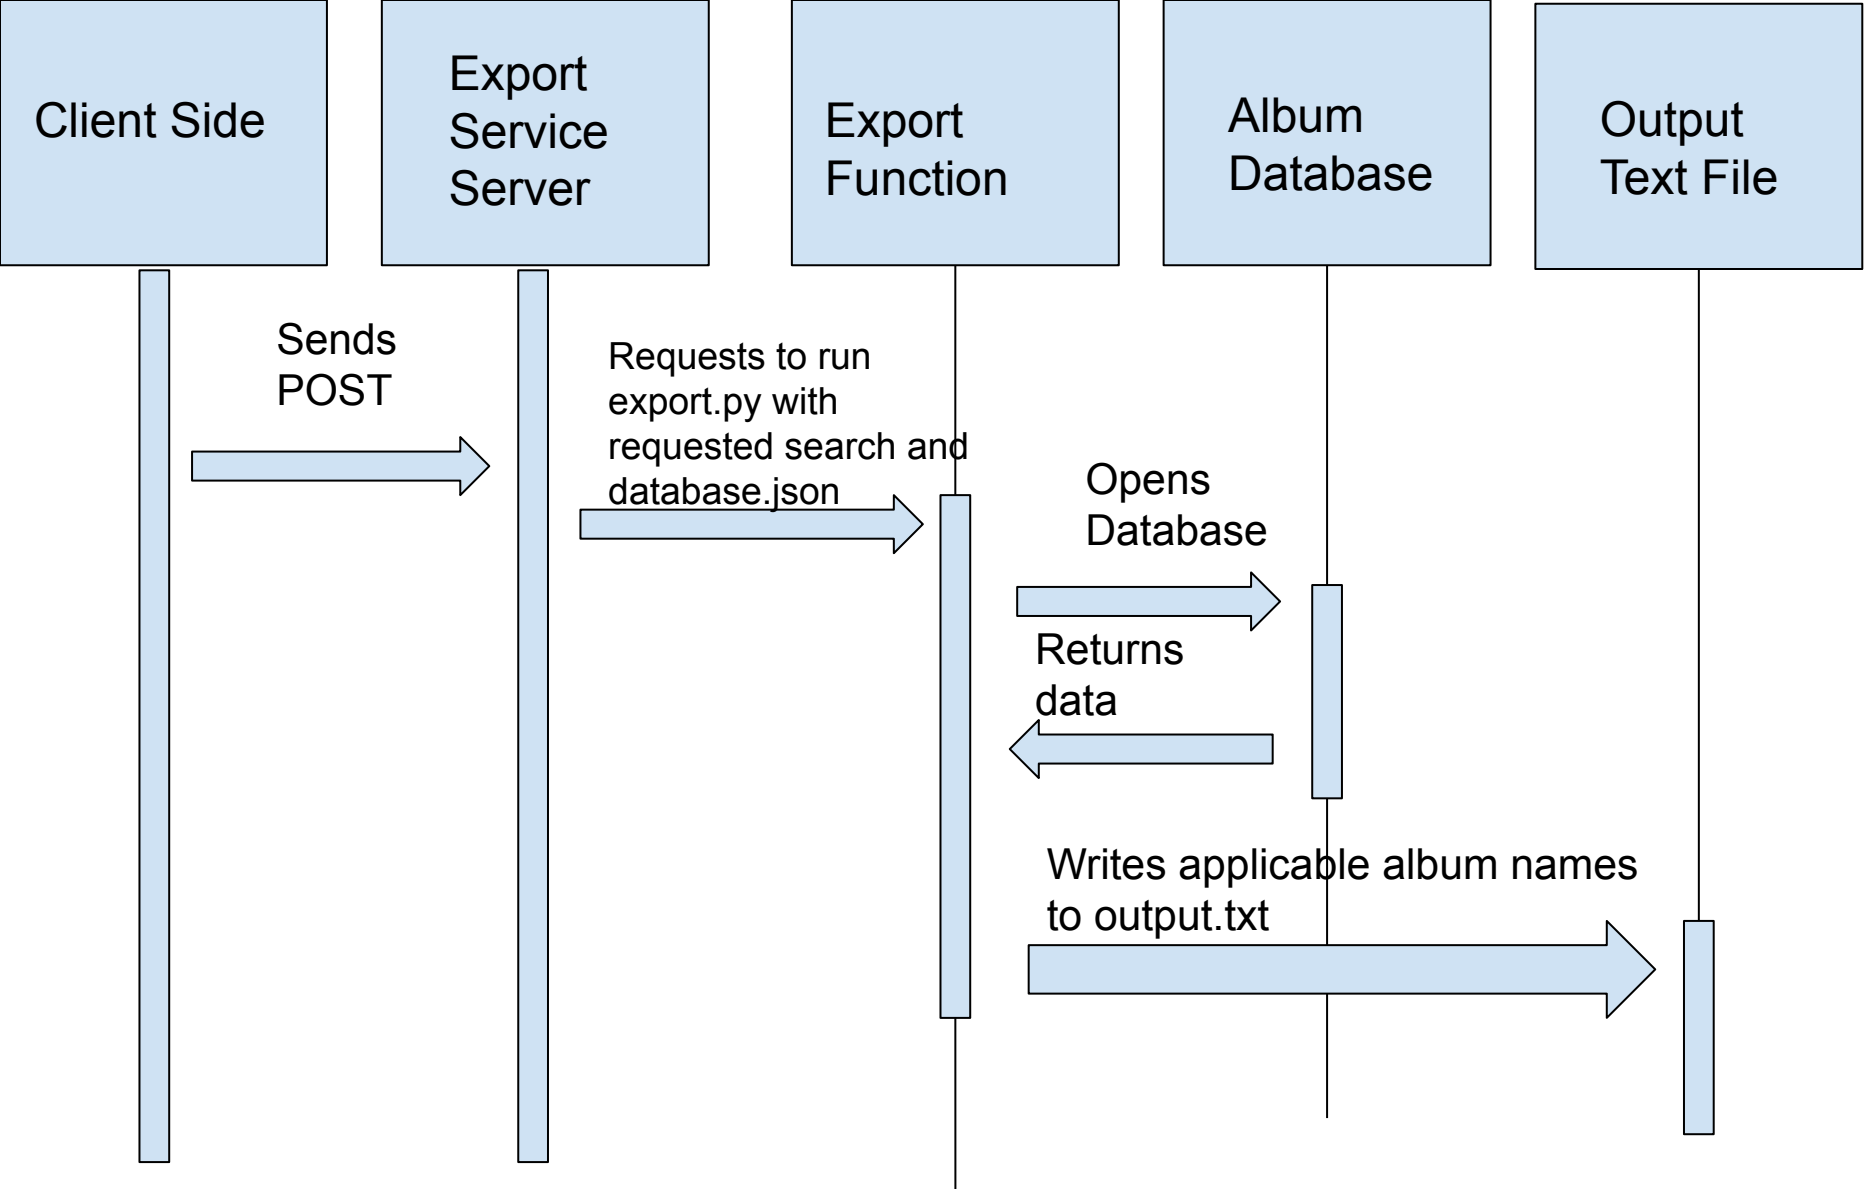 Client Side
Export
Service
Server
Export
Function
Album
Database
Output
Text File
Sends
POST
Requests to run
export.py with
requested search and
database.json
Opens
Database
Returns
data
Writes applicable album names
to output.txt